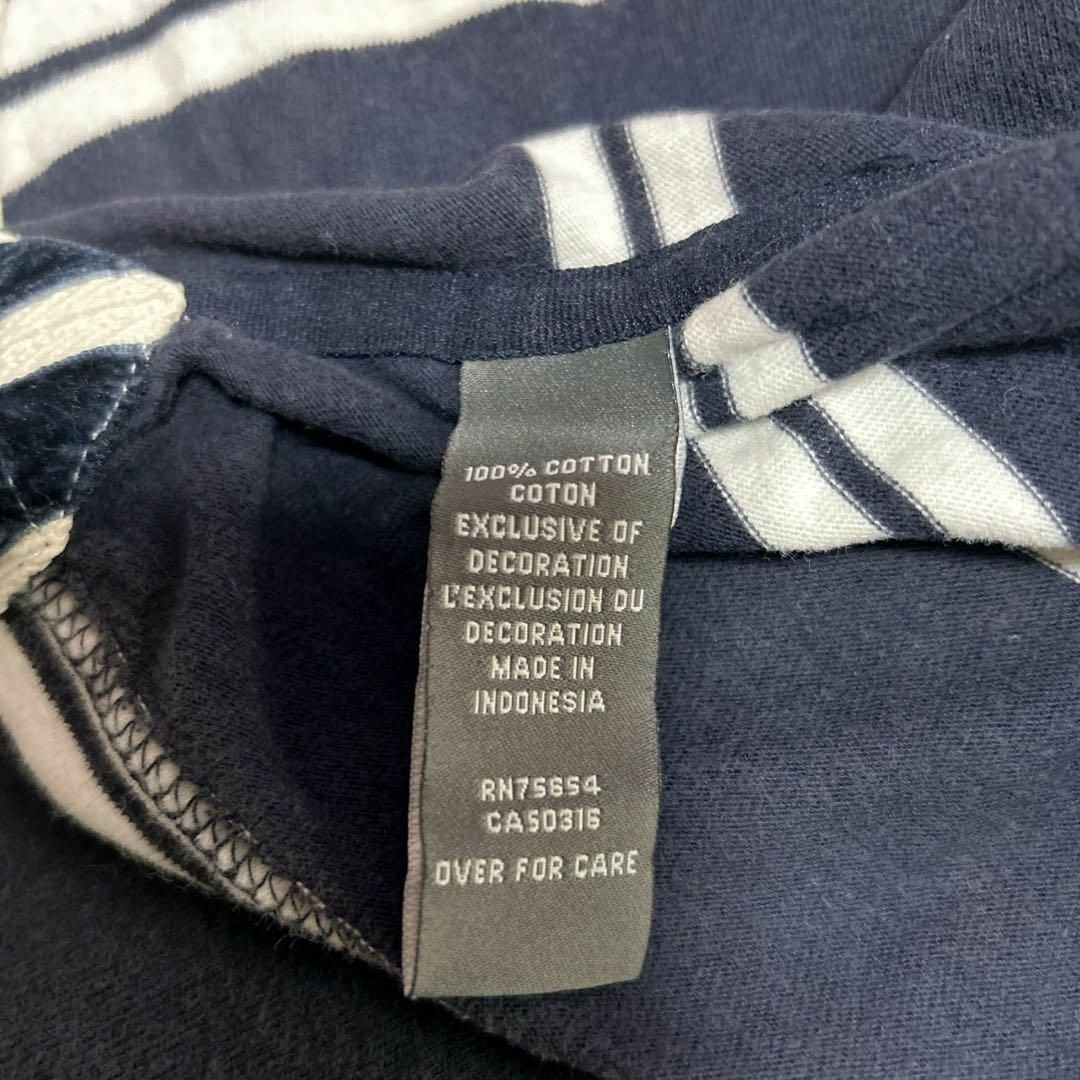 100% COTTON
COTON
EXCLUSIVE OF
DECORATION
L'EXCLUSION DU
DECORATION
MADE IN
INDONESIA
RN75654
CA50316
OVER FOR CARE